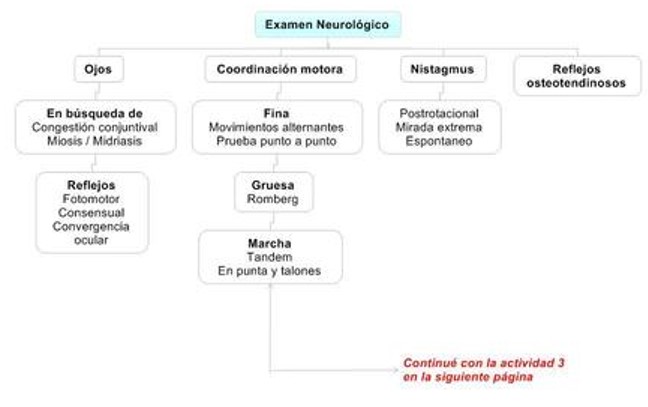 Examen Neurológico
Ojos
En búsqueda de
Congestión conjuntival
Miosis / Midriasis
Reflejos
Fotomotor
Consensual
Convergencia
ocular
Coordinación motora
Fina
Movimientos alternantes
Prueba punto a punto
Gruesa
Romberg
Marcha
Tandem
En punta y talones
Nistagmus
Postrotacional
Mirada extrema
Espontaneo
Reflejos
osteotendinosos
Continué con la actividad 3
en la siguiente página